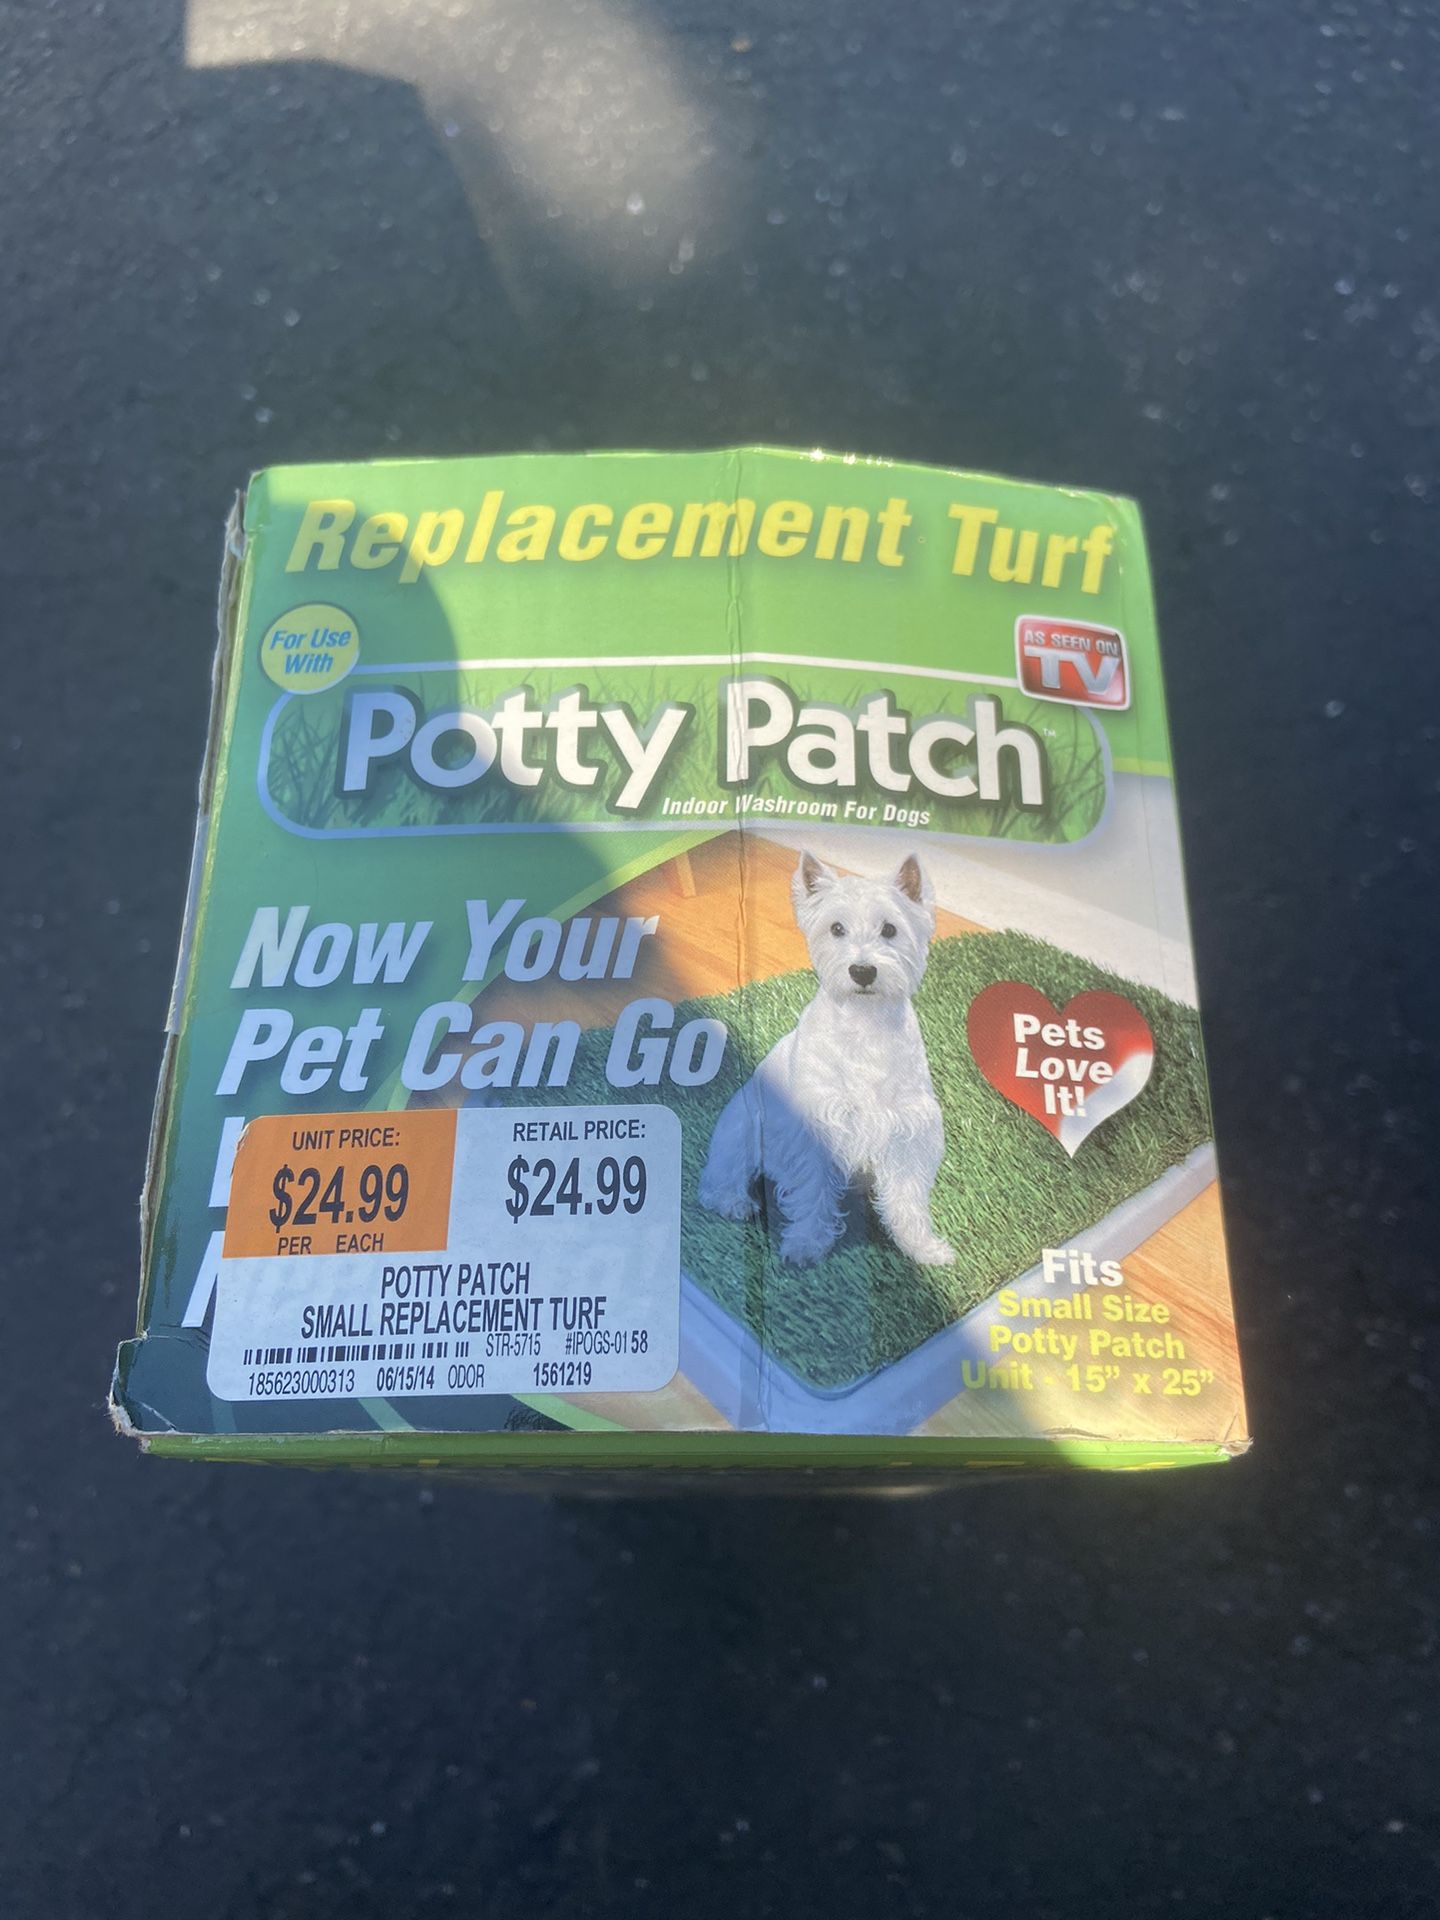 Replacement Turf
For Use
With
AS SEEN ON
TV
Potty Patch™
Indoor Washroom For Dogs
Now Your
Pet Can Go
Pets
Love
It!
UNIT PRICE:
$24.99
PER EACH
RETAIL PRICE:
$24.99
POTTY PATCH
SMALL REPLACEMENT TURF
STR-5715 #IPOGS-0158
185623000313 06/15/14 ODOR 1561219
Fits
Small Size
Potty Patch
Unit - 15" x 25"